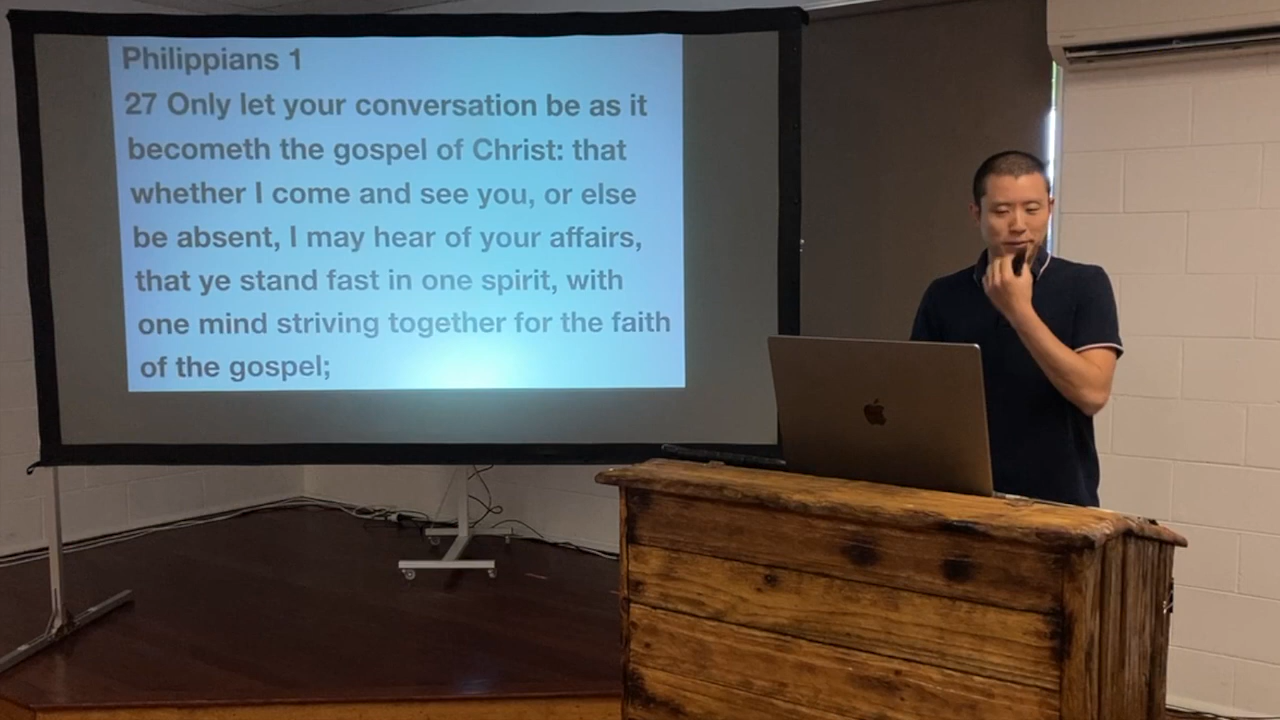 Philippians 1
27 Only let your conversation be as it
becometh the gospel of Christ: that
whether I come and see you, or else
be absent, I may hear of your affairs,
that ye stand fast in one spirit, with
one mind striving together for the faith
of the gospel;